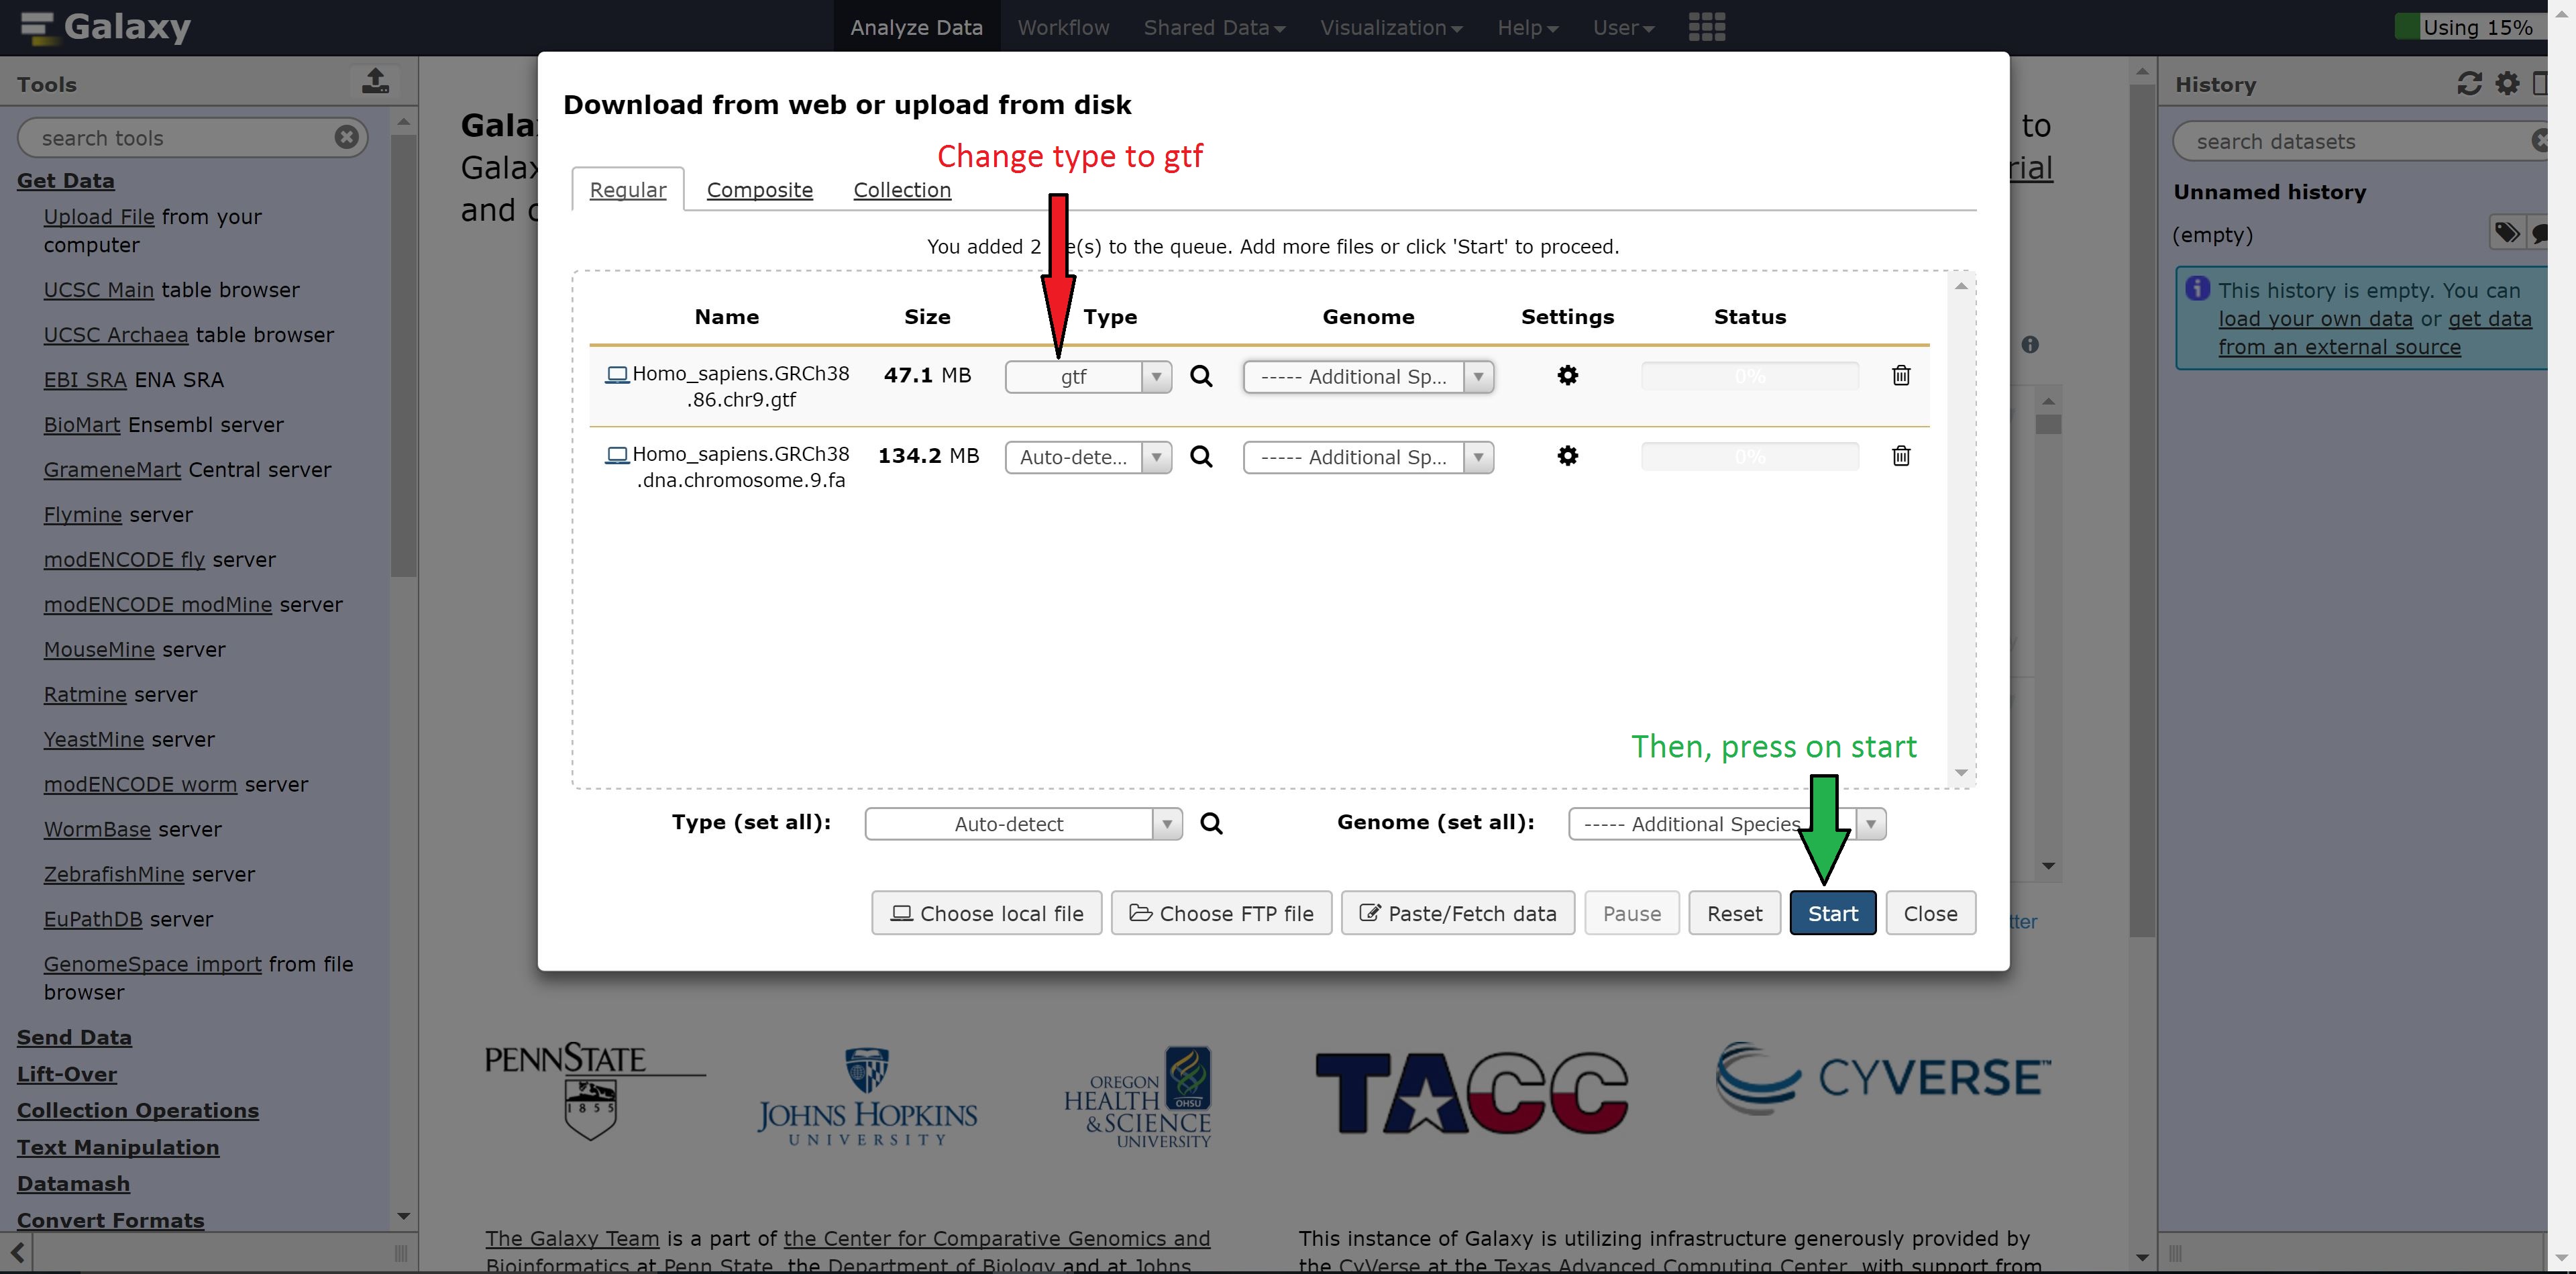 Galaxy
Analyze Data
Workflow
Shared Data
Visualization
Help
User
Using 15%
Tools
search tools
Get Data
Upload File from your
computer
UCSC Main table browser
UCSC Archaea table browser
EBI SRA ENA SRA
BioMart Ensembl server
GrameneMart Central server
Flymine server
modENCODE fly server
modENCODE modMine server
MouseMine server
Ratmine server
YeastMine server
modENCODE worm server
WormBase server
ZebrafishMine server
EuPathDB server
GenomeSpace import from file
browser
Send Data
Lift-Over
Collection Operations
Text Manipulation
Datamash
Convert Formats
Gala
Galax
and
to
rial
Download from web or upload from disk
Change type to gtf
Regular
Composite
Collection
You added 2 e(s) to the queue. Add more files or click 'Start' to proceed.
Name Size Type Genome Settings Status
Homo_sapiens.GRCh38 47.1 MB gtf ----- Additional Sp... 0%
.86.chr9.gtf
Homo_sapiens.GRCh38 134.2 MB Auto-dete... ----- Additional Sp... 0%
.dna.chromosome.9.fa
Then, press on start
Type (set all): Auto-detect Genome (set all): ----- Additional Species
Choose local file
Choose FTP file
Paste/Fetch data
Pause
Reset
Start
Close
tter
PENNSTATE
1855
JOHNS HOPKINS
UNIVERSITY
OREGON
HEALTH
&SCIENCE
UNIVERSITY
OHSU
TACC
CYVERSE™
The Galaxy Team is a part of the Center for Comparative Genomics and
Bioinformatics at Penn State, the Department of Biology and at Johns
This instance of Galaxy is utilizing infrastructure generously provided by
the CyVerse at the Texas Advanced Computing Center, with support from
History
search datasets
Unnamed history
(empty)
This history is empty. You can
load your own data or get data
from an external source